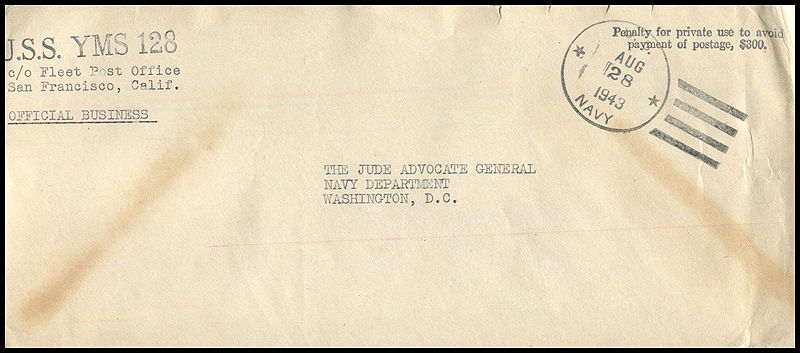 U.S.S. YMS 128
c/o Fleet Post Office
San Francisco, Calif.
OFFICIAL BUSINESS
Penalty for private use to avoid
payment of postage, $300.
AUG
28
1943
NAVY
THE JUDE ADVOCATE GENERAL
NAVY DEPARTMENT
WASHINGTON, D.C.